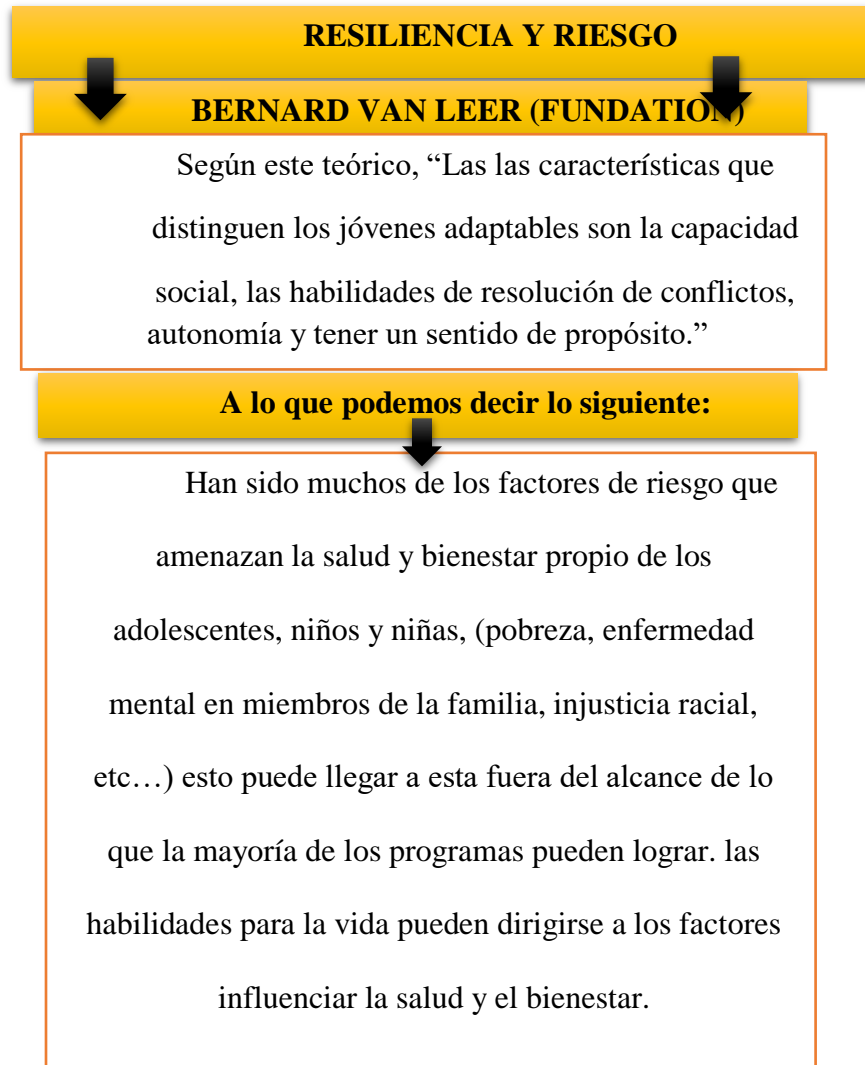 RESILIENCIA Y RIESGO
BERNARD VAN LEER (FUNDATION)
Según este teórico, “Las las características que
distinguen los jóvenes adaptables son la capacidad
social, las habilidades de resolución de conflictos,
autonomía y tener un sentido de propósito.”
A lo que podemos decir lo siguiente:
Han sido muchos de los factores de riesgo que
amenazan la salud y bienestar propio de los
adolescentes, niños y niñas, (pobreza, enfermedad
mental en miembros de la familia, injusticia racial,
etc…) esto puede llegar a esta fuera del alcance de lo
que la mayoría de los programas pueden lograr. las
habilidades para la vida pueden dirigirse a los factores
influenciar la salud y el bienestar.